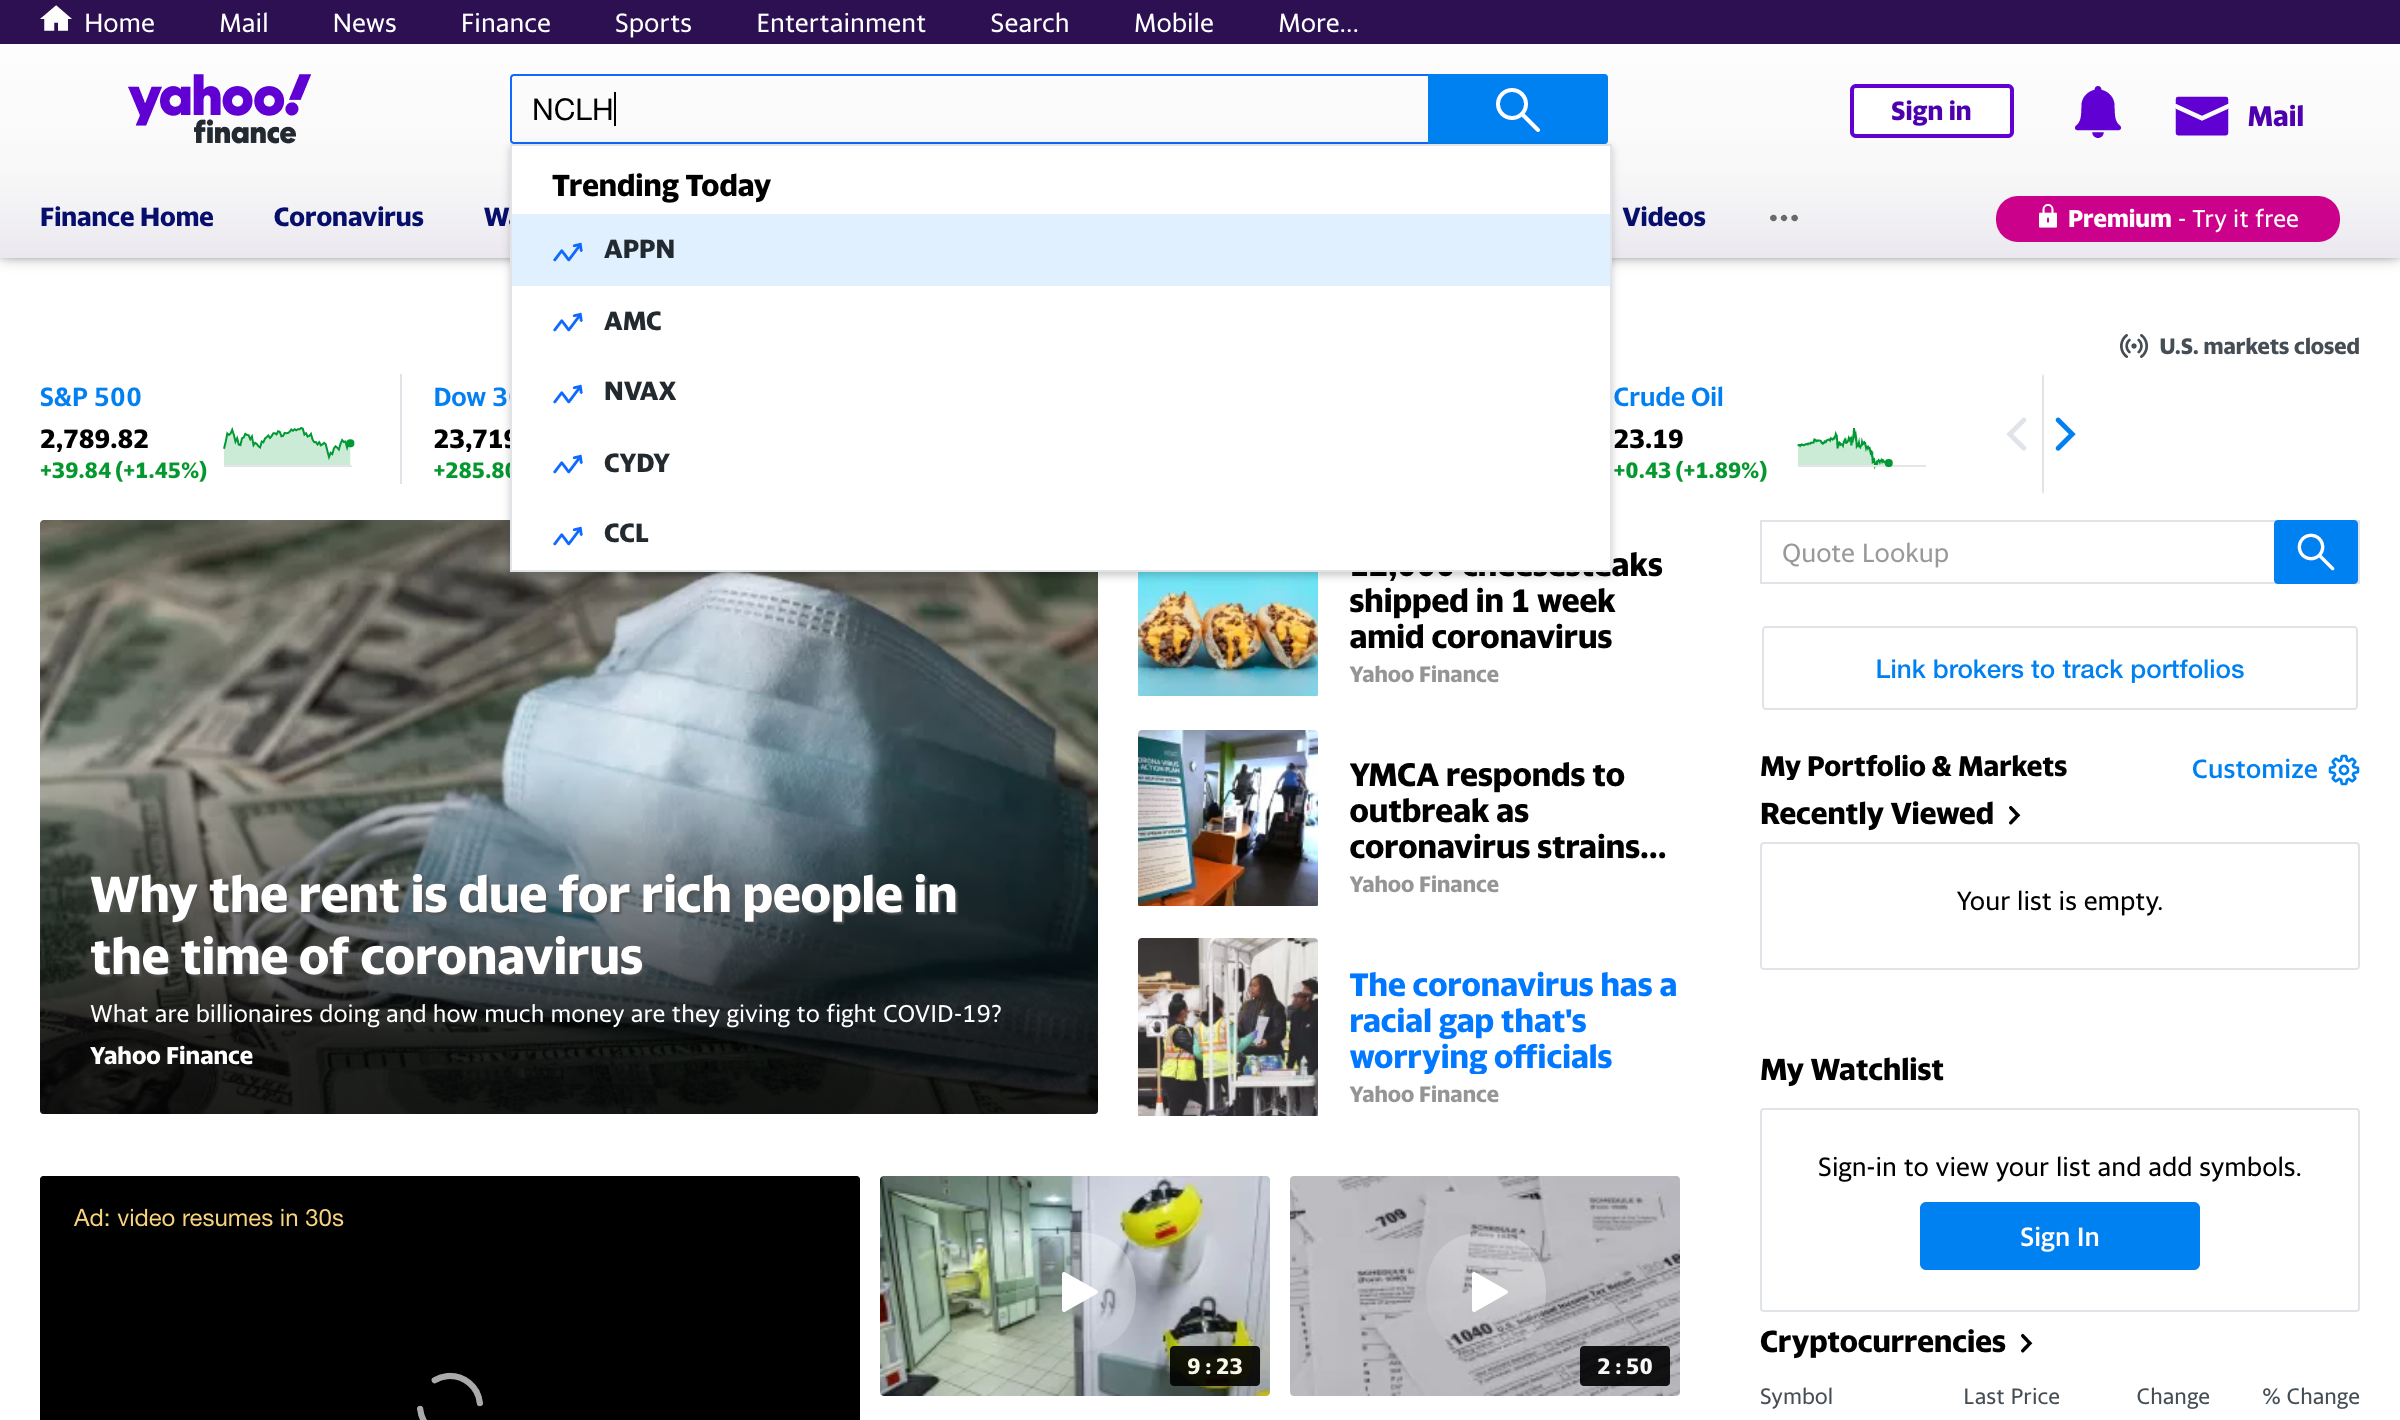 Home Mail News Finance Sports Entertainment Search Mobile More...
yahoo!
finance
NCLH
Sign in
Mail
Finance Home Coronavirus
Videos
Premium - Try it free
Trending Today
APPN
AMC
NVAX
CYDY
CCL
U.S. markets closed
S&P 500
2,789.82
+39.84 (+1.45%)
Dow 3
23,719
+285.80
Crude Oil
23.19
+0.43 (+1.89%)
Why the rent is due for rich people in
the time of coronavirus
What are billionaires doing and how much money are they giving to fight COVID-19?
Yahoo Finance
shipped in 1 week
amid coronavirus
Yahoo Finance
YMCA responds to
outbreak as
coronavirus strains...
Yahoo Finance
The coronavirus has a
racial gap that's
worrying officials
Yahoo Finance
Quote Lookup
Link brokers to track portfolios
My Portfolio & Markets
Customize
Recently Viewed
Your list is empty.
My Watchlist
Sign-in to view your list and add symbols.
Sign In
Cryptocurrencies
Symbol Last Price Change % Change
Ad: video resumes in 30s
709
1040
9:23
2:50